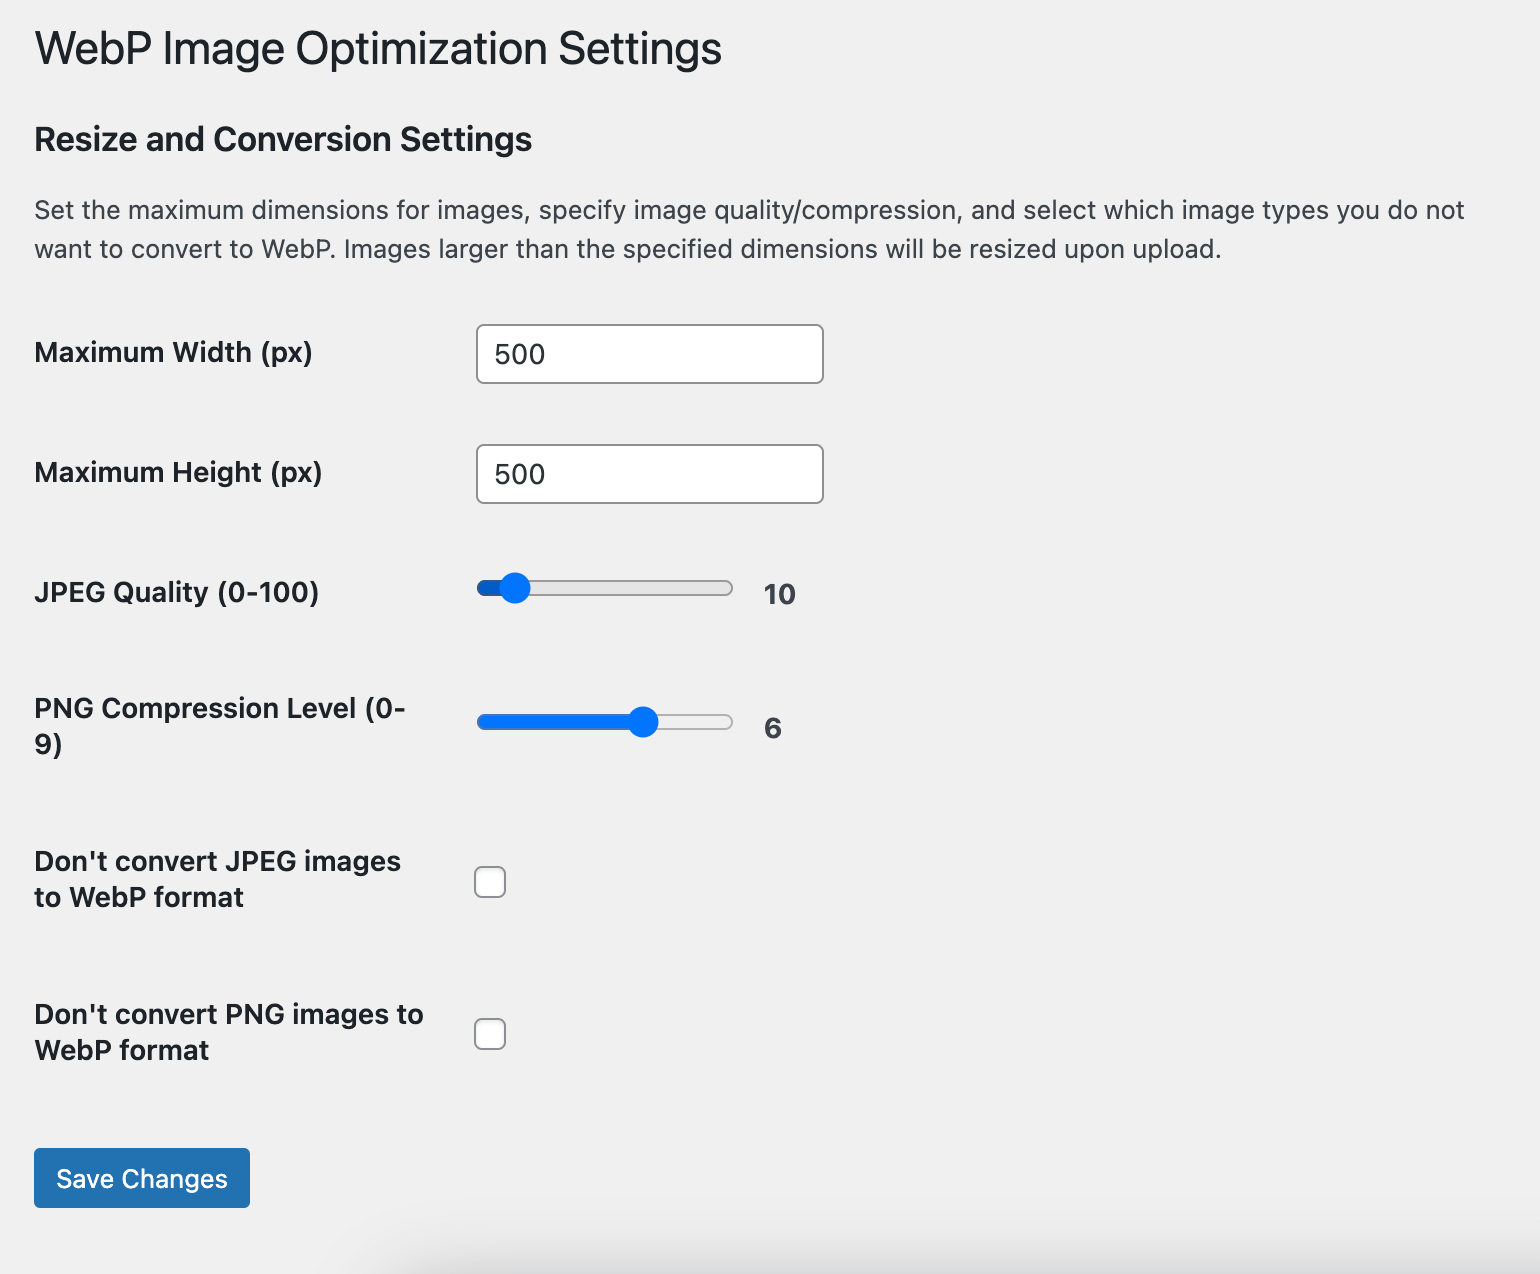 WebP Image Optimization Settings
Resize and Conversion Settings
Set the maximum dimensions for images, specify image quality/compression, and select which image types you do not
want to convert to WebP. Images larger than the specified dimensions will be resized upon upload.
Maximum Width (px)
500
Maximum Height (px)
500
JPEG Quality (0-100)
10
PNG Compression Level (0-
9)
6
Don't convert JPEG images
to WebP format
Don't convert PNG images to
WebP format
Save Changes